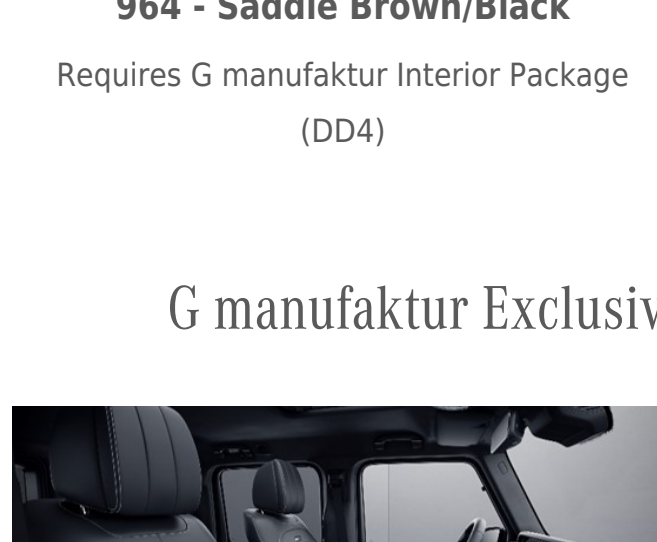 964 - Saddle Brown/Black
Requires G manufaktur Interior Package
(DD4)
G manufaktur Exclusiv